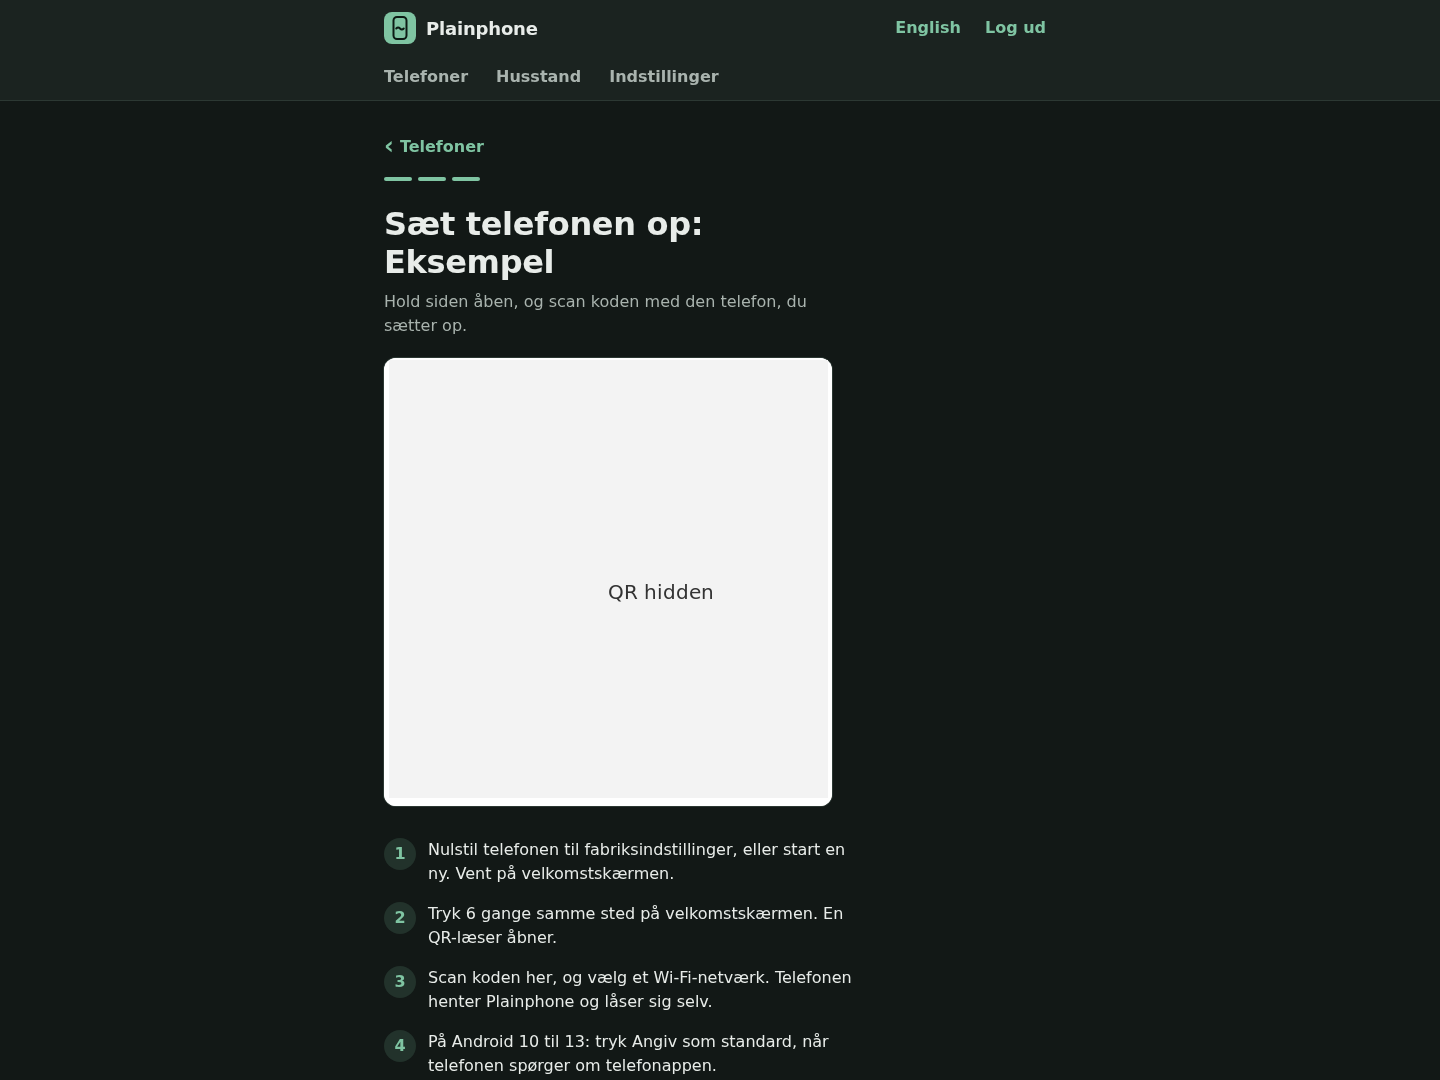 Plainphone
English
Log ud
Telefoner
Husstand
Indstillinger
‹ Telefoner
Sæt telefonen op:
Eksempel
Hold siden åben, og scan koden med den telefon, du
sætter op.
QR hidden
1
Nulstil telefonen til fabriksindstillinger, eller start en
ny. Vent på velkomstskærmen.
2
Tryk 6 gange samme sted på velkomstskærmen. En
QR-læser åbner.
3
Scan koden her, og vælg et Wi-Fi-netværk. Telefonen
henter Plainphone og låser sig selv.
4
På Android 10 til 13: tryk Angiv som standard, når
telefonen spørger om telefonappen.